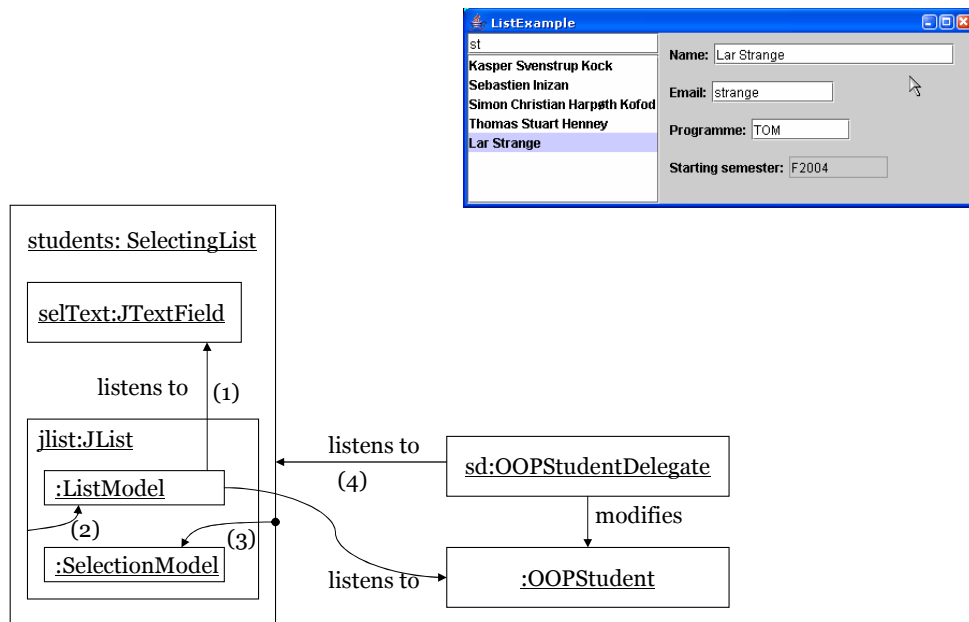 ListExample
st
Kasper Svenstrup Kock
Sebastien Inizan
Simon Christian Harpøth Kofod
Thomas Stuart Henney
Lar Strange
Name: Lar Strange
Email: strange
Programme: TOM
Starting semester: F2004
students: SelectingList
selText:JTextField
listens to (1)
jlist:JList
:ListModel
(2)
(3)
:SelectionModel
listens to
(4)
sd:OOPStudentDelegate
modifies
listens to
:OOPStudent